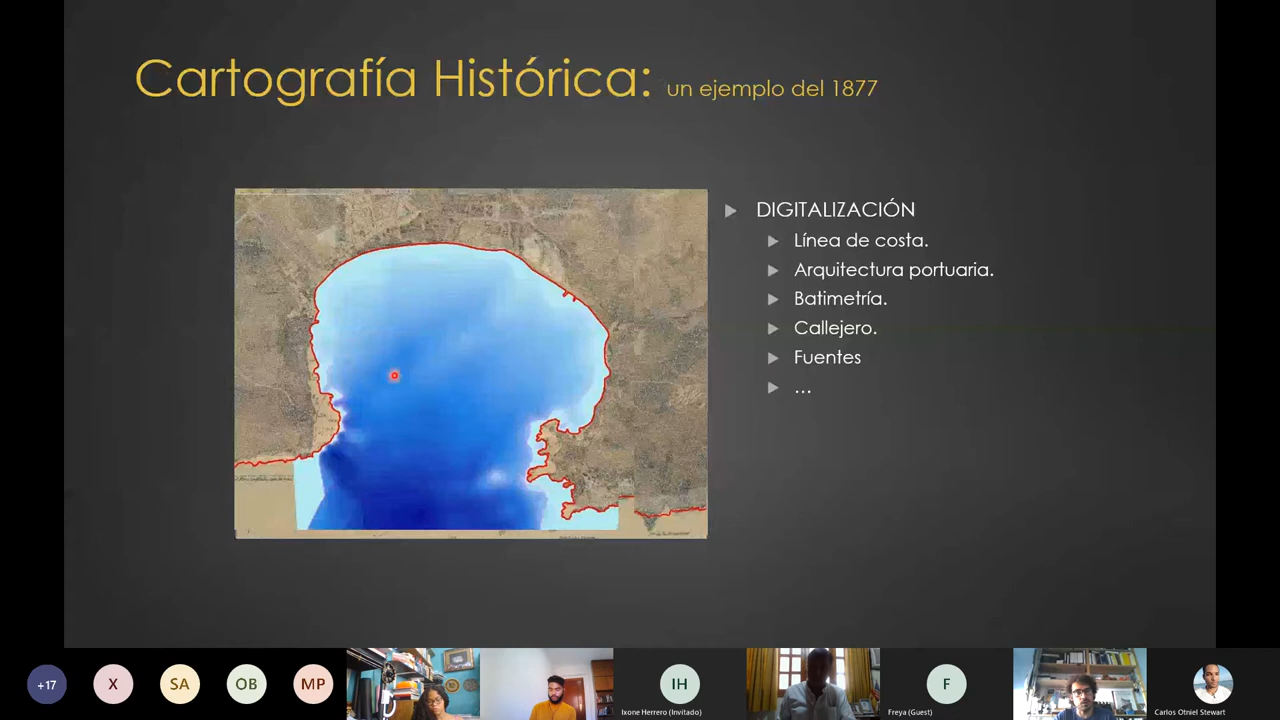 Cartografía Histórica: un ejemplo del 1877
DIGITALIZACIÓN
Línea de costa.
Arquitectura portuaria.
Batimetría.
Callejero.
Fuentes
...
+17
X
SA
OB
MP
IH
Ixone Herrero (Invitado)
F
Freya (Guest)
Carlos Otniel Stewart